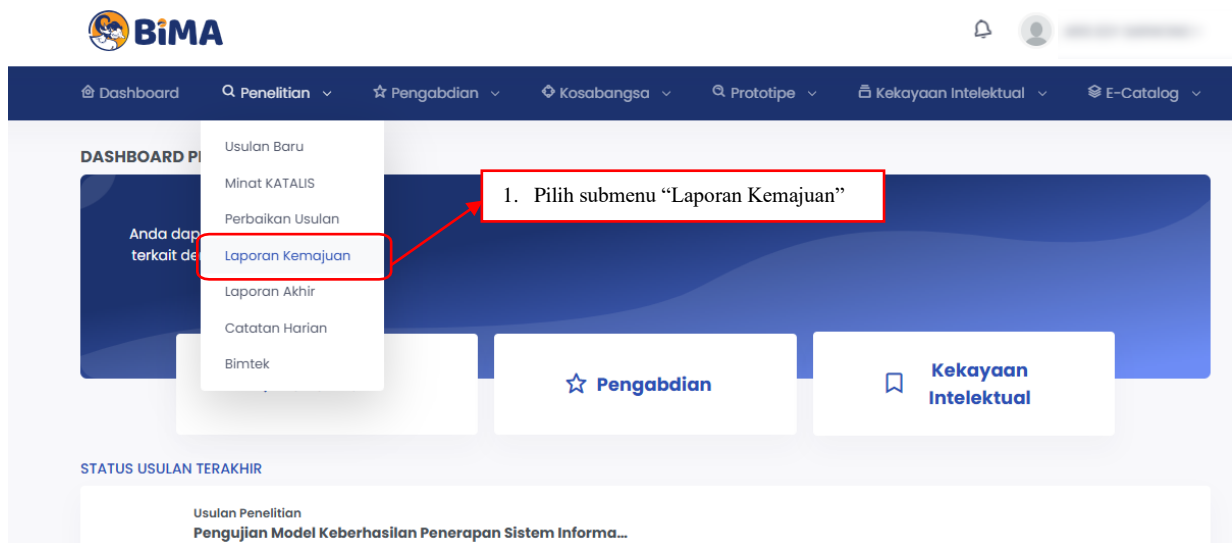 BiMA
Dashboard Penelitian Pengabdian Kosabangsa Prototipe Kekayaan Intelektual E-Catalog
Usulan Baru
DASHBOARD
Minat KATALIS
1. Pilih submenu “Laporan Kemajuan”
Perbaikan Usulan
Anda
terkait
Laporan Kemajuan
Laporan Akhir
Catatan Harian
Bimtek
Pengabdian
Kekayaan
Intelektual
STATUS USULAN TERAKHIR
Usulan Penelitian
Pengujian Model Keberhasilan Penerapan Sistem Informa...